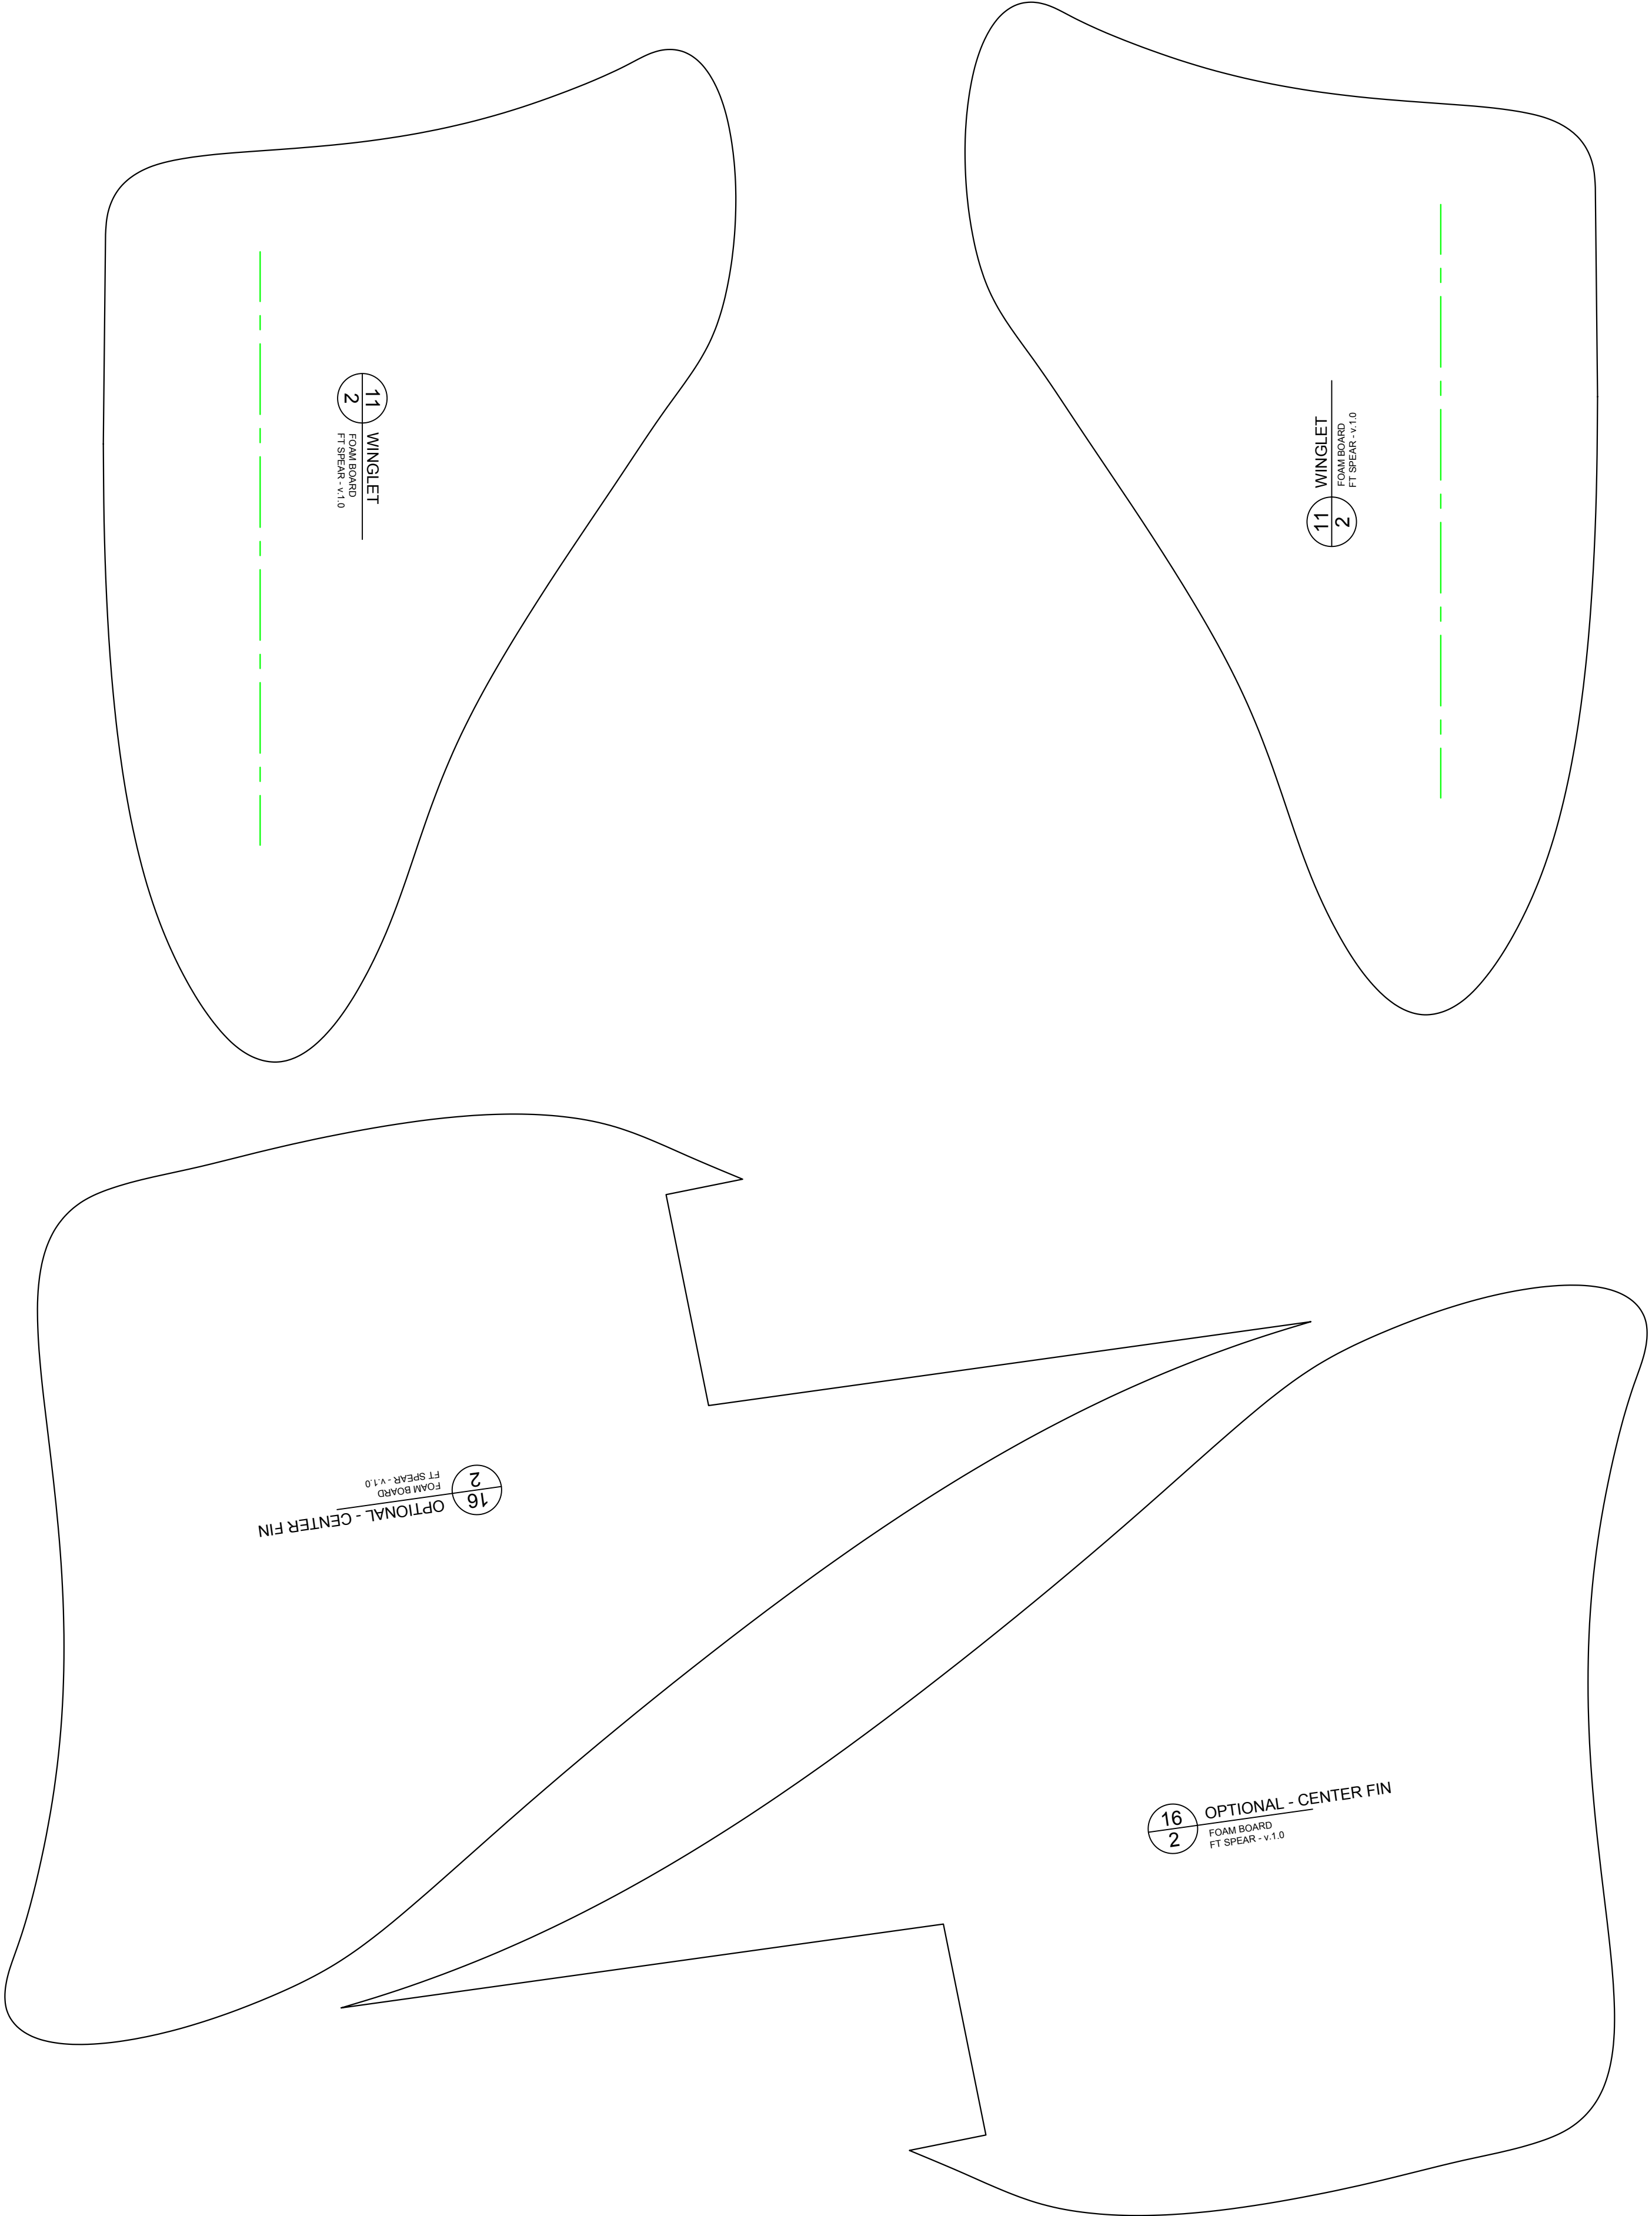 11
2
WINGLET
FOAM BOARD
FT SPEAR - v.1.0
11
2
WINGLET
FOAM BOARD
FT SPEAR - v.1.0
16
2
OPTIONAL - CENTER FIN
FOAM BOARD
FT SPEAR - v.1.0
16
2
OPTIONAL - CENTER FIN
FOAM BOARD
FT SPEAR - v.1.0